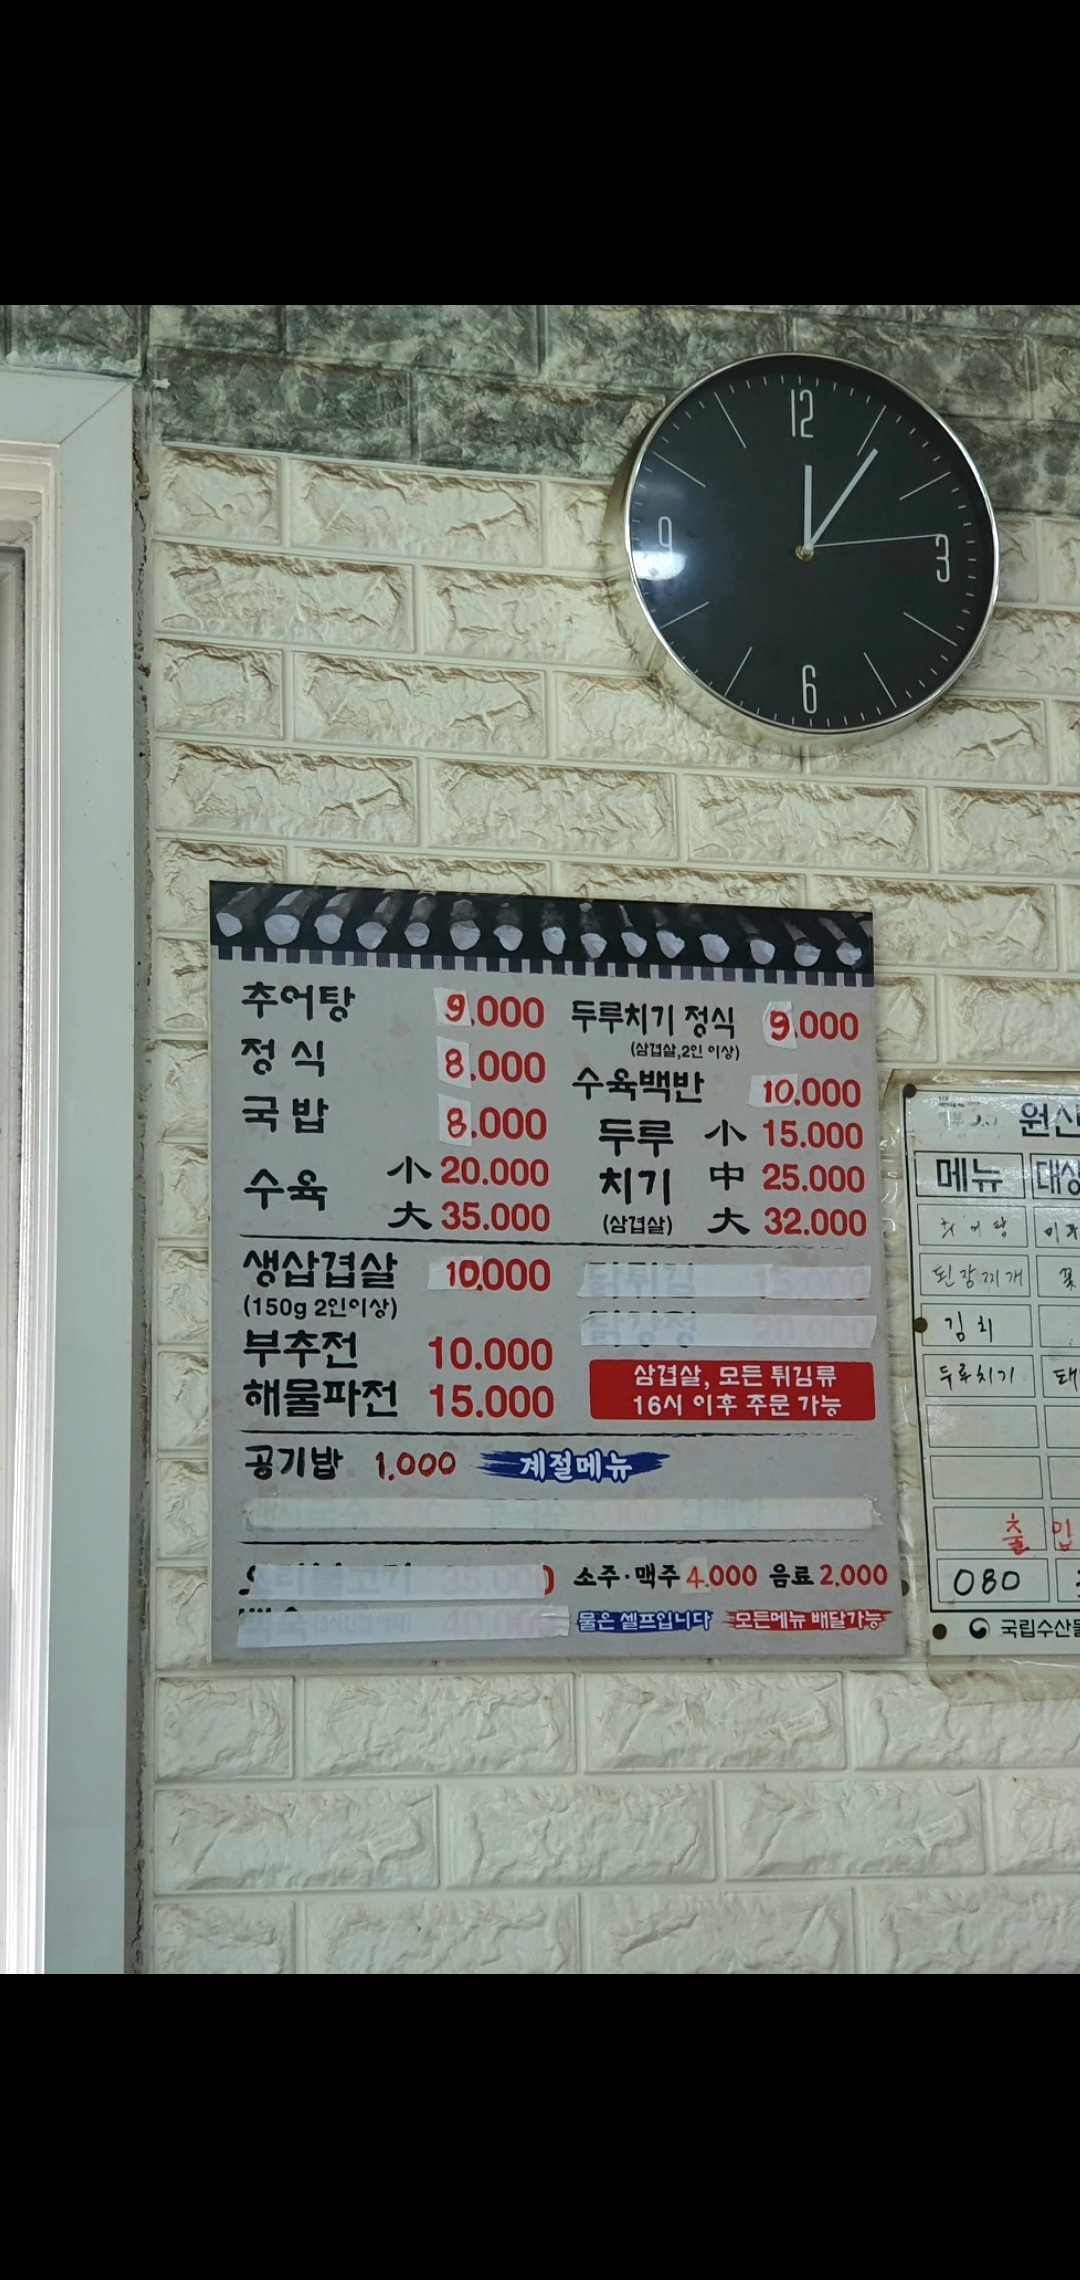 12
9
3
6
추어탕 9.000
정식 8.000
국밥 8.000
수육 小 20.000
大 35.000
두루치기 정식 9.000
(삼겹살,2인 이상)
수육백반 10.000
두루치기 小 15.000
中 25.000
(삼겹살) 大 32.000
생삼겹살 10.000
(150g 2인이상)
부추전 10.000
해물파전 15.000
삼겹살, 모든 튀김류
16시 이후 주문 가능
공기밥 1.000 계절메뉴
소주·맥주 4.000 음료 2.000
물은 셀프입니다 모든메뉴 배달가능
메뉴
된장찌개
김치
두루치기
출입
080